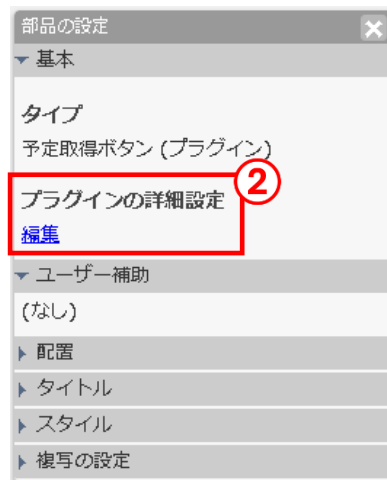 部品の設定
基本
タイプ
予定取得ボタン (プラグイン)
②
プラグインの詳細設定
編集
ユーザー補助
(なし)
配置
タイトル
スタイル
複写の設定